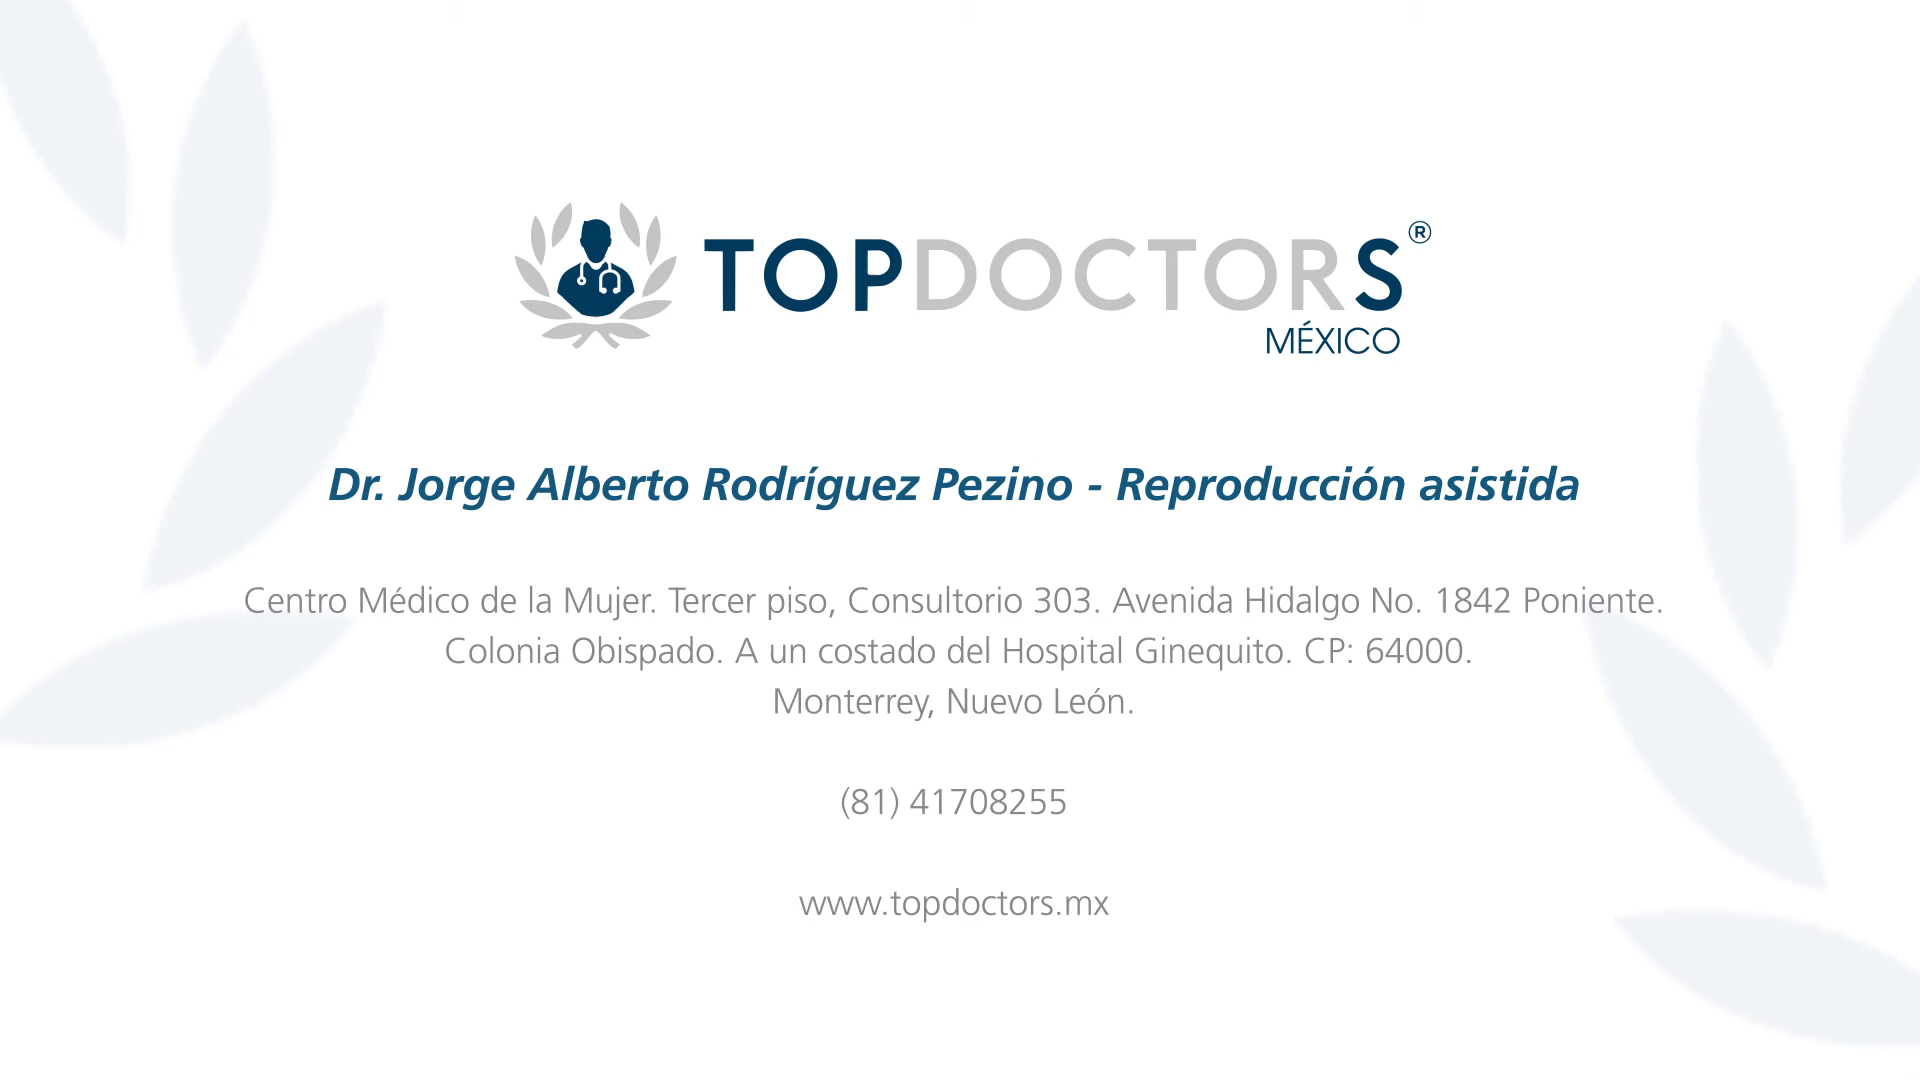 TOPDOCTORS®
MÉXICO
Dr. Jorge Alberto Rodríguez Pezino - Reproducción asistida
Centro Médico de la Mujer. Tercer piso, Consultorio 303. Avenida Hidalgo No. 1842 Poniente.
Colonia Obispado. A un costado del Hospital Ginequito. CP: 64000.
Monterrey, Nuevo León.
(81) 41708255
www.topdoctors.mx